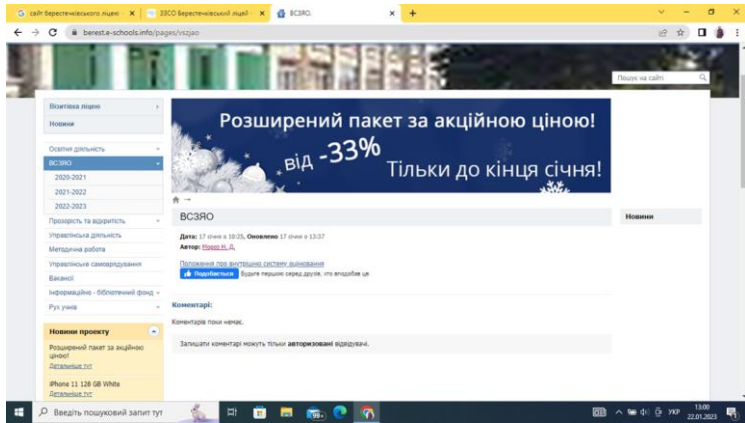 сайт берестечківського ліцею
ЗЗСО Берестечківський ліцей
ВСЗЯО.
berest.e-schools.info/pages/vszjao
Пошук на сайті
Візитівка ліцею
Новини
Освітня діяльність
ВСЗЯО
2020-2021
2021-2022
2022-2023
Прозорість та відкритість
Управлінська діяльність
Методична робота
Управлінське самоврядування
Вакансії
Інформаційно - бібліотечний фонд
Рух учнів
Новини проекту
Розширений пакет за акційною
ціною!
Детальніше тут
iPhone 11 128 GB White
Детальніше тут
Розширений пакет за акційною ціною!
від -33%
Тільки до кінця січня!
ВСЗЯО
Дата: 17 січня о 10:25, Оновлено 17 січня о 13:37
Автор: Мороз Н. Д.
Положення про внутрішню систему оцінювання
Подобається Будьте першою серед друзів, хто вподобає це
Коментарі:
Коментарів поки немає.
Залишати коментарі можуть тільки авторизовані відвідувачі.
Новини
Введіть пошуковий запит тут
99+
УКР
13:00
22.01.2023